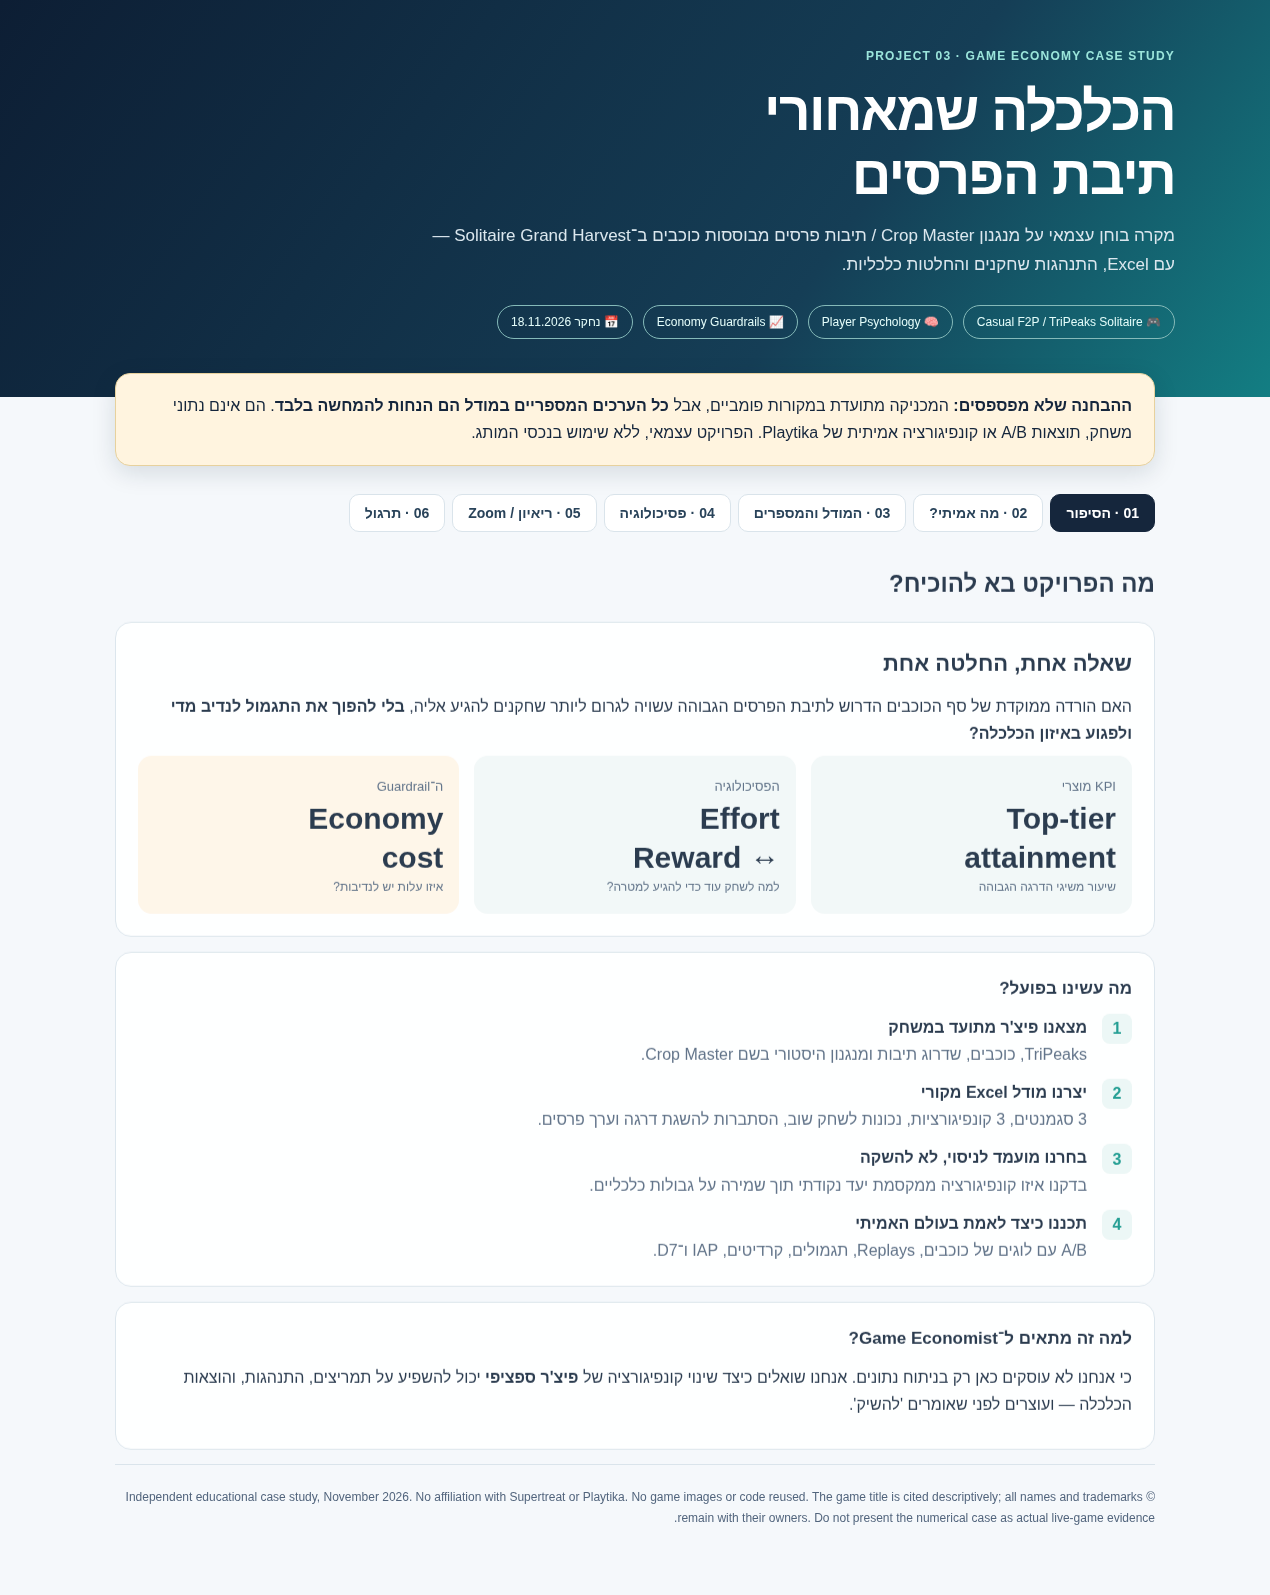 PROJECT 03 · GAME ECONOMY CASE STUDY
הכלכלה שמאחורי
תיבת הפרסים
מקרה בוחן עצמאי על מנגנון Crop Master / תיבות פרסים מבוססות כוכבים ב־Solitaire Grand Harvest —
עם Excel, התנהגות שחקנים והחלטות כלכליות.
🎮 Casual F2P / TriPeaks Solitaire
🧠 Player Psychology
📈 Economy Guardrails
📅 נחקר 18.11.2026
ההבחנה שלא מפספסים: המכניקה מתועדת במקורות פומביים, אבל כל הערכים המספריים במודל הם הנחות להמחשה בלבד. הם אינם נתוני
משחק, תוצאות A/B או קונפיגורציה אמיתית של Playtika. הפרויקט עצמאי, ללא שימוש בנכסי המותג.
01 · הסיפור
02 · מה אמיתי?
03 · המודל והמספרים
04 · פסיכולוגיה
05 · ריאיון / Zoom
06 · תרגול
מה הפרויקט בא להוכיח?
שאלה אחת, החלטה אחת
האם הורדה ממוקדת של סף הכוכבים הדרוש לתיבת הפרסים הגבוהה עשויה לגרום ליותר שחקנים להגיע אליה, בלי להפוך את התגמול לנדיב מדי
ולפגוע באיזון הכלכלה?
KPI מוצרי
Top-tier
attainment
שיעור משיגי הדרגה הגבוהה
הפסיכולוגיה
Effort
↔ Reward
למה לשחק עוד כדי להגיע למטרה?
ה־Guardrail
Economy
cost
איזו עלות יש לנדיבות?
מה עשינו בפועל?
1
מצאנו פיצ'ר מתועד במשחק
TriPeaks, כוכבים, שדרוג תיבות ומנגנון היסטורי בשם Crop Master.
2
יצרנו מודל Excel מקורי
3 סגמנטים, 3 קונפיגורציות, נכונות לשחק שוב, הסתברות להשגת דרגה וערך פרסים.
3
בחרנו מועמד לניסוי, לא להשקה
בדקנו איזו קונפיגורציה ממקסמת יעד נקודתי תוך שמירה על גבולות כלכליים.
4
תכננו כיצד לאמת בעולם האמיתי
A/B עם לוגים של כוכבים, Replays, תגמולים, קרדיטים, IAP ו־D7.
למה זה מתאים ל־Game Economist?
כי אנחנו לא עוסקים כאן רק בניתוח נתונים. אנחנו שואלים כיצד שינוי קונפיגורציה של פיצ'ר ספציפי יכול להשפיע על תמריצים, התנהגות, והוצאות
הכלכלה — ועוצרים לפני שאומרים 'להשיק'.
© Independent educational case study, November 2026. No affiliation with Supertreat or Playtika. No game images or code reused. The game title is cited descriptively; all names and trademarks
remain with their owners. Do not present the numerical case as actual live-game evidence.